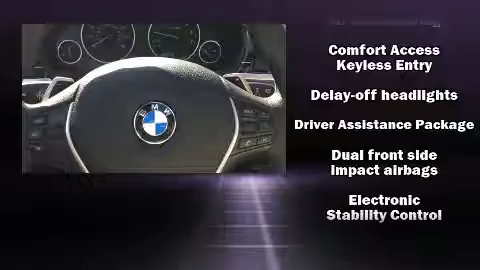 Comfort Access
Keyless Entry
Delay-off headlights
Driver Assistance Package
Dual front side
impact airbags
Electronic
Stability Control
BMW